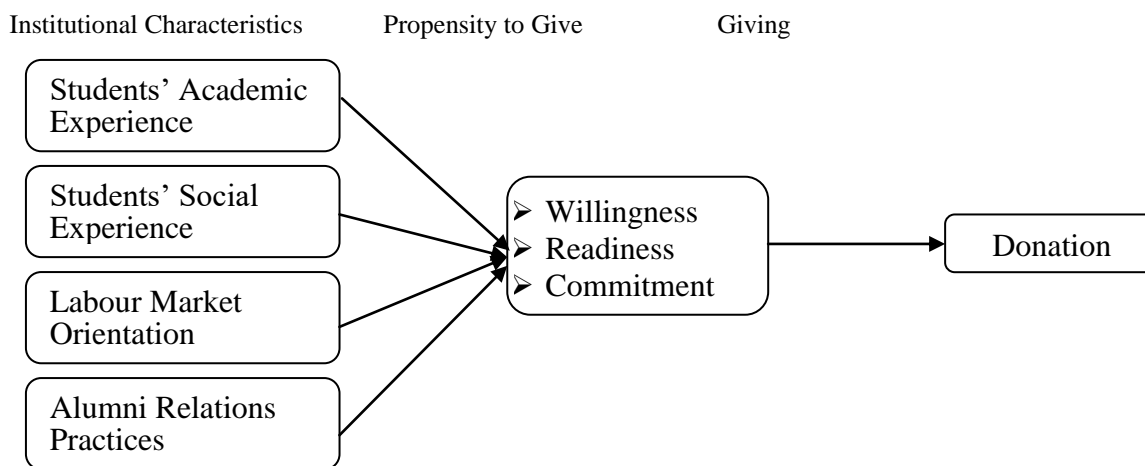 Institutional Characteristics
Propensity to Give
Giving
Students’ Academic
Experience
Students’ Social
Experience
Labour Market
Orientation
Alumni Relations
Practices
➢ Willingness
➢ Readiness
➢ Commitment
Donation